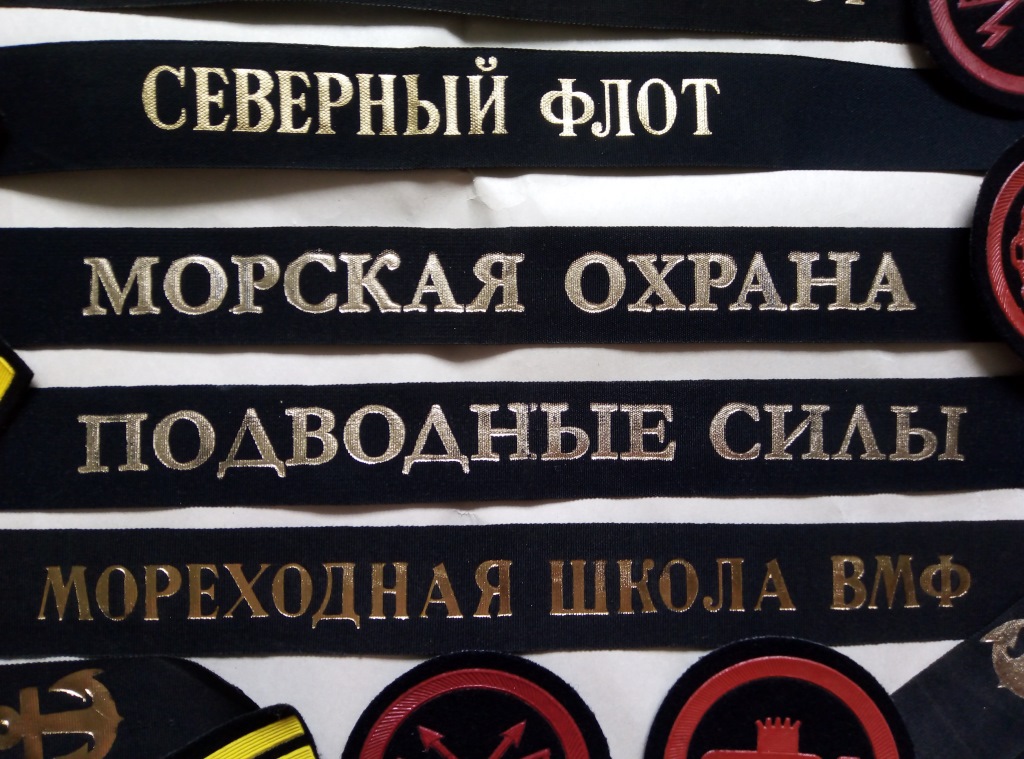 СЕВЕРНЫЙ ФЛОТ
МОРСКАЯ ОХРАНА
ПОДВОДНЫЕ СИЛЫ
МОРЕХОДНАЯ ШКОЛА ВМФ